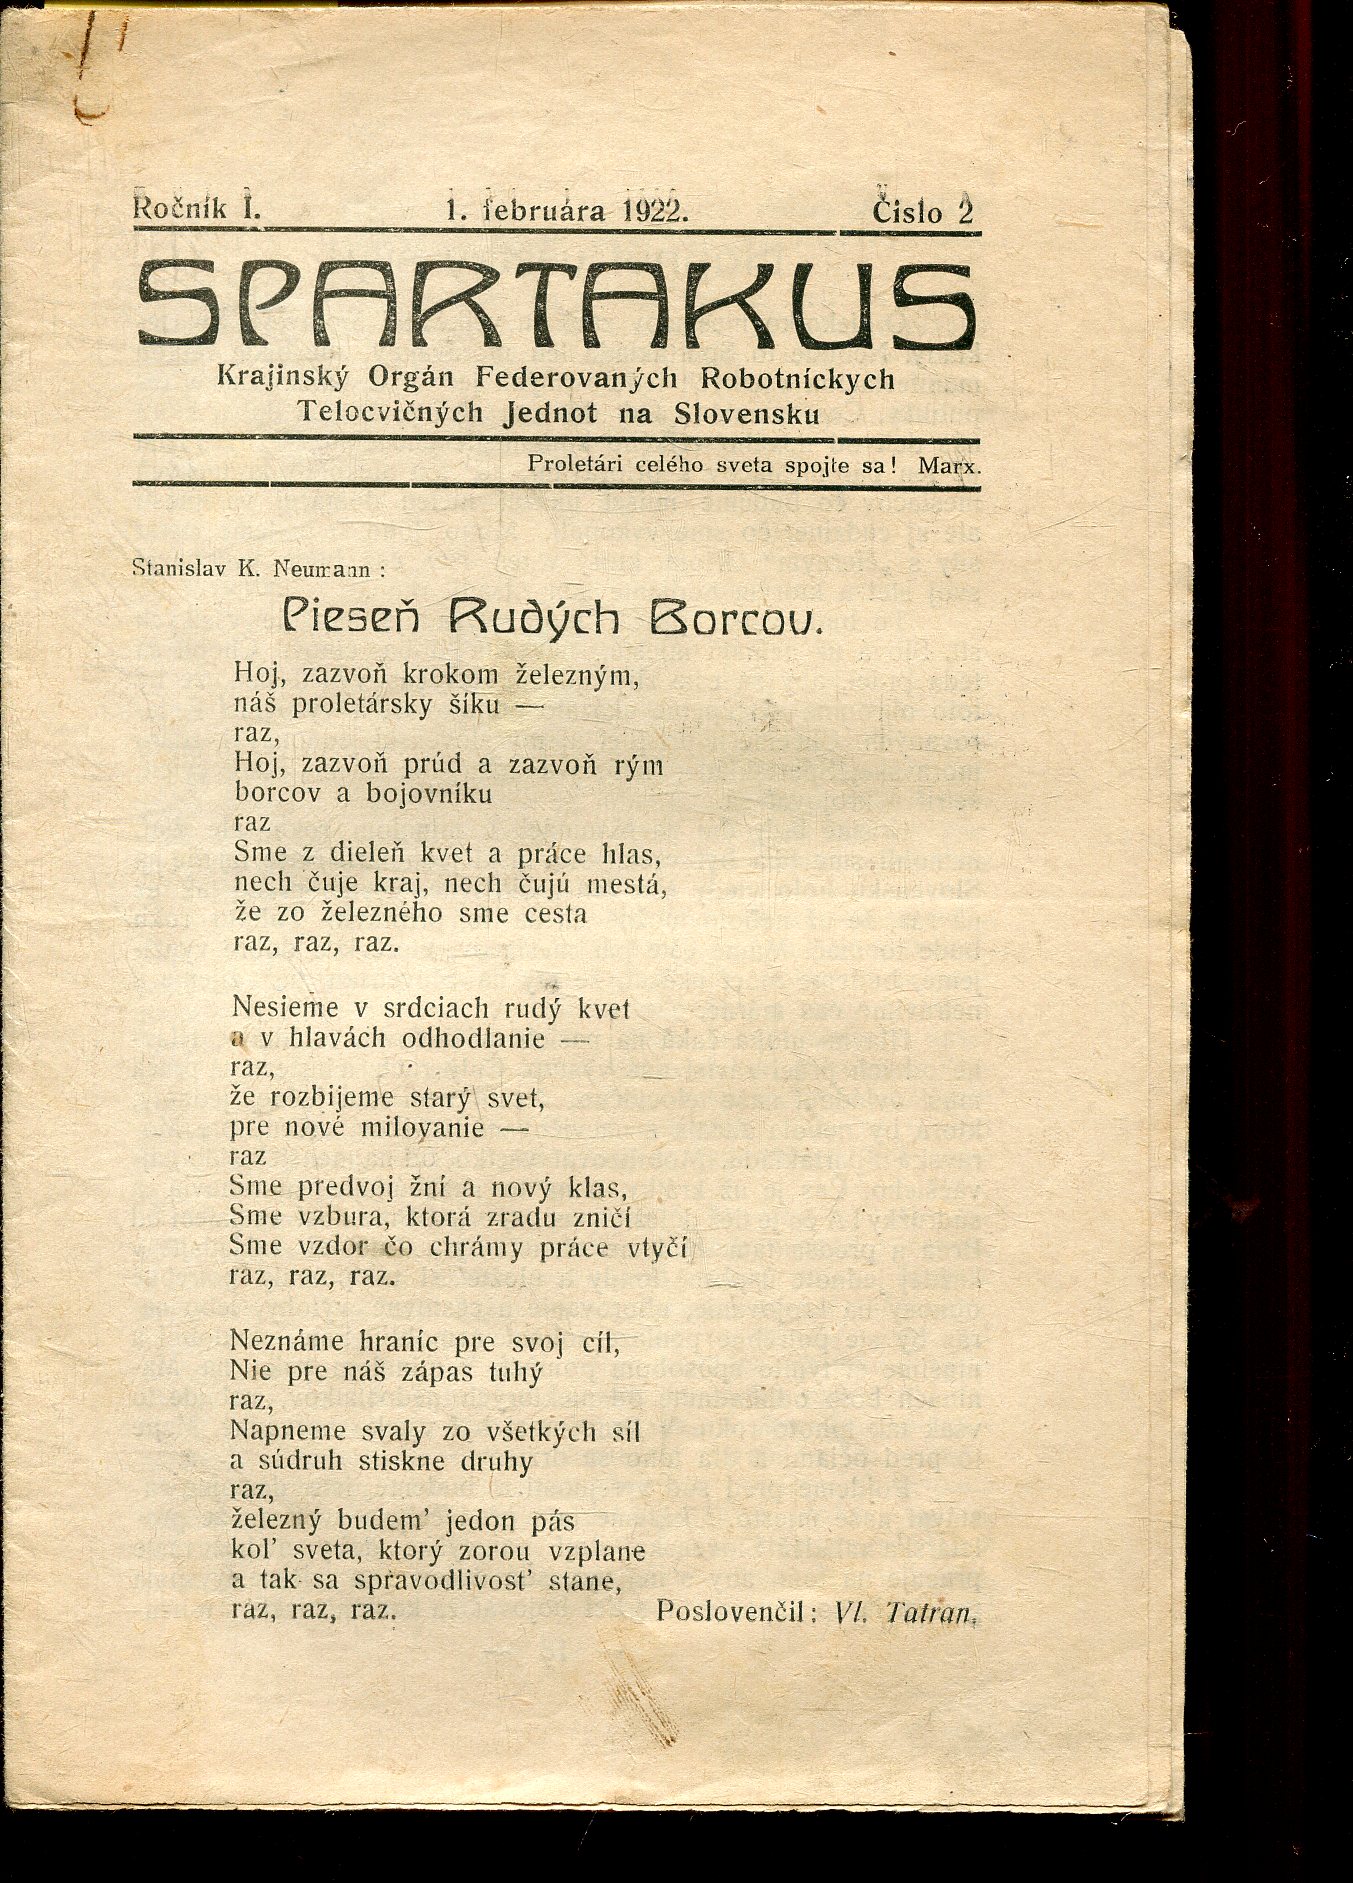 Ročník I. 1. februára 1922. Čislo 2
SPARTAKUS
Krajinský Orgán Federovaných Robotníckych
Telocvičných Jednot na Slovensku
Proletári celého sveta spojte sa! Marx.
Stanislav K. Neumann :
Pieseň Rudých Borcov.
Hoj, zazvoň krokom železným,
náš proletársky šíku —
raz,
Hoj, zazvoň prúd a zazvoň rým
borcov a bojovníku
raz
Sme z dieleň kvet a práce hlas,
nech čuje kraj, nech čujú mestá,
že zo železného sme cesta
raz, raz, raz.
Nesieme v srdciach rudý kvet
a v hlavách odhodlanie —
raz,
že rozbijeme starý svet,
pre nové milovanie —
raz
Sme predvoj žní a nový klas,
Sme vzbura, ktorá zradu zničí
Sme vzdor čo chrámy práce vtyčí
raz, raz, raz.
Neznáme hraníc pre svoj cíl,
Nie pre náš zápas tuhý
raz,
Napneme svaly zo všetkých síl
a súdruh stiskne druhy
raz,
železný budem’ jedon pás
kol’ sveta, ktorý zorou vzplane
a tak sa spravodlivost’ stane,
raz, raz, raz. Poslovenčil: Vl. Tatran.